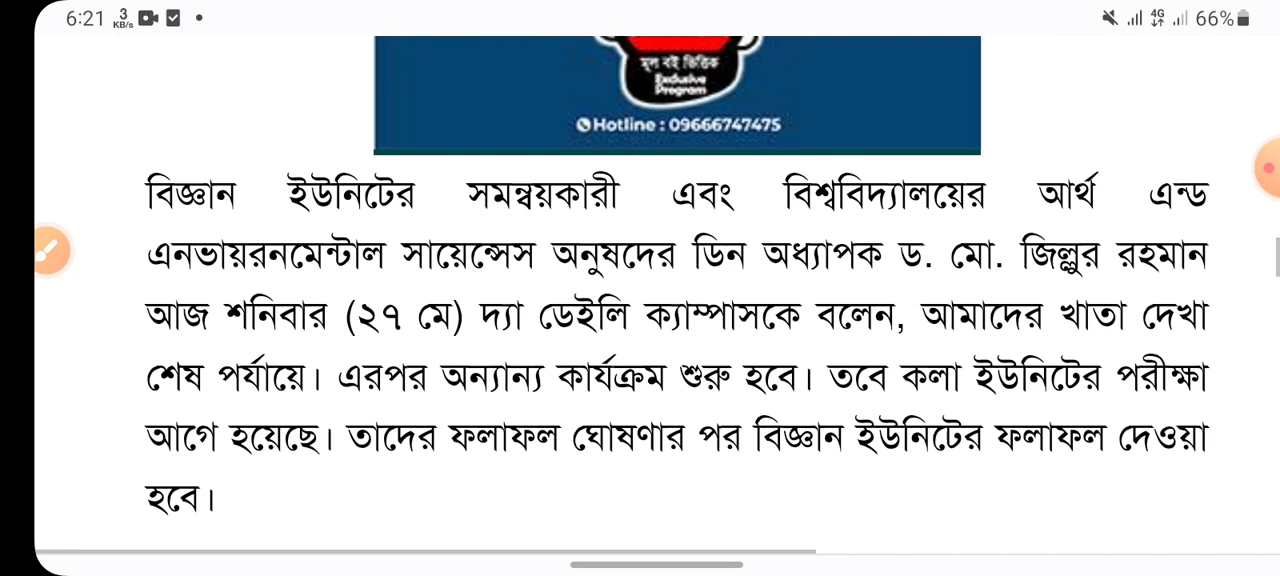 6:21 3 KB/s 4G 66%
মূল বই ভিত্তিক
Exclusive
Program
Hotline : 09666747475
বিজ্ঞান ইউনিটের সমন্বয়কারী এবং বিশ্ববিদ্যালয়ের আর্থ এন্ড
এনভায়রনমেন্টাল সায়েন্সেস অনুষদের ডিন অধ্যাপক ড. মো. জিল্লুর রহমান
আজ শনিবার (২৭ মে) দ্যা ডেইলি ক্যাম্পাসকে বলেন, আমাদের খাতা দেখা
শেষ পর্যায়ে। এরপর অন্যান্য কার্যক্রম শুরু হবে। তবে কলা ইউনিটের পরীক্ষা
আগে হয়েছে। তাদের ফলাফল ঘোষণার পর বিজ্ঞান ইউনিটের ফলাফল দেওয়া
হবে।